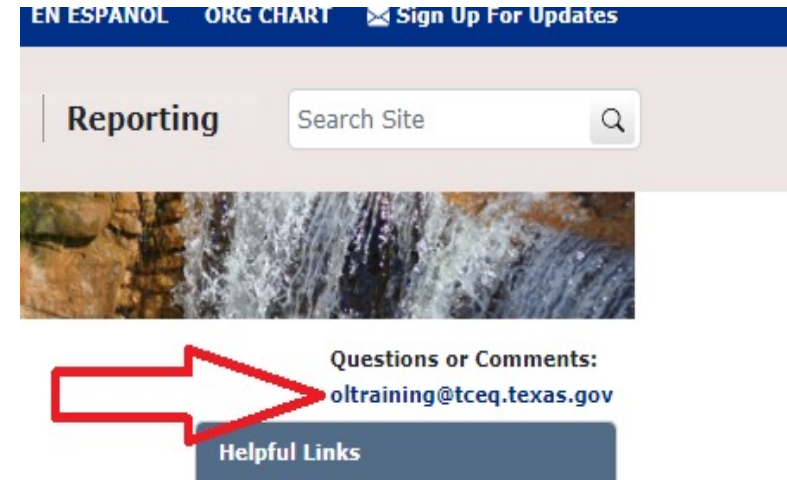 EN ESPAÑOL ORG CHART Sign Up For Updates
Reporting Search Site
Questions or Comments:
oltraining@tceq.texas.gov
Helpful Links